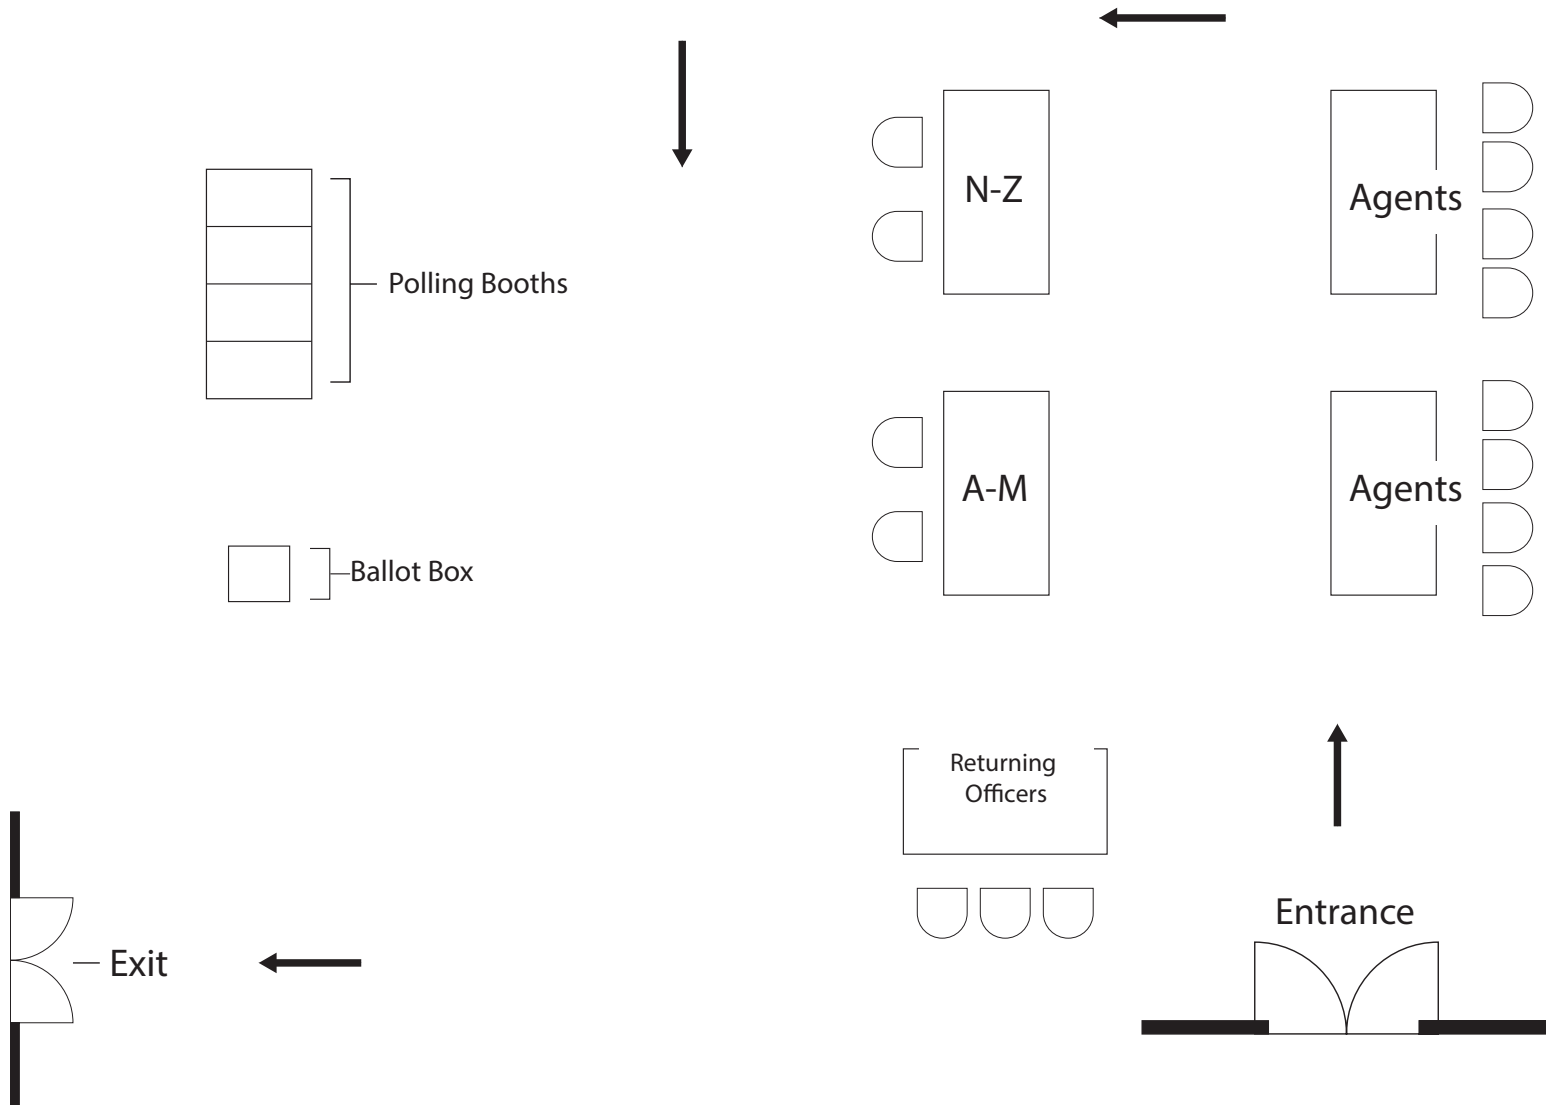 N-Z
Agents
Polling Booths
A-M
Agents
Ballot Box
Returning
Officers
Entrance
Exit